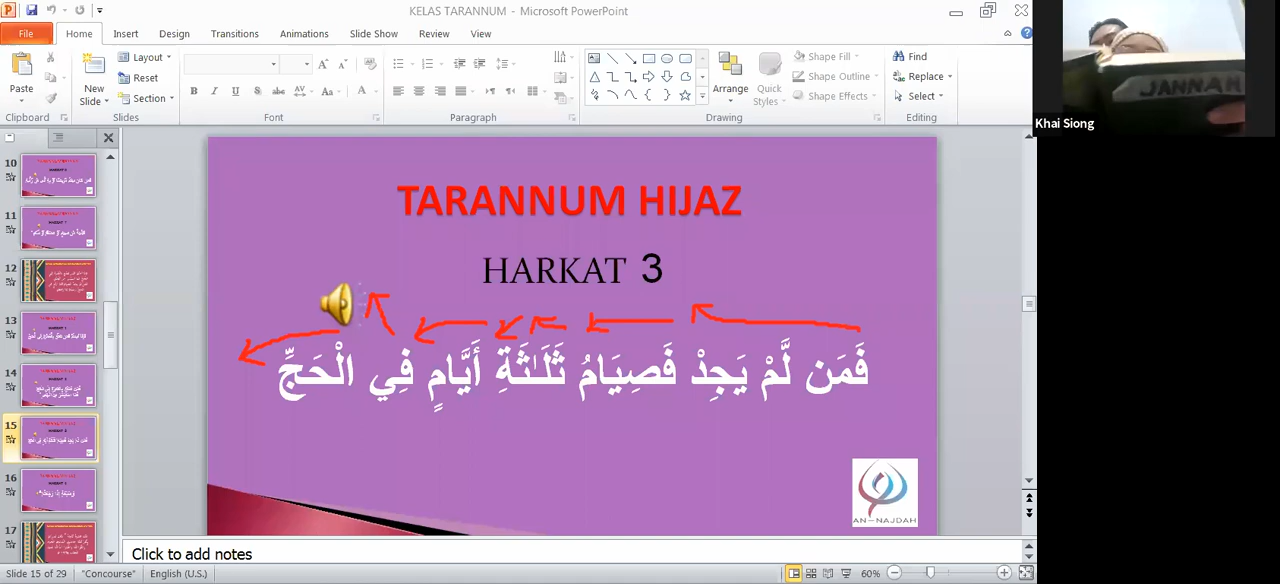 KELAS TARANNUM - Microsoft PowerPoint
File Home Insert Design Transitions Animations Slide Show Review View
Paste
Clipboard
New
Slide
Layout
Reset
Section
Slides
Font
Paragraph
Arrange
Quick
Styles
Shape Fill
Shape Outline
Shape Effects
Drawing
Find
Replace
Select
Editing
JANNAH
Khai Siong
10
11
12
13
14
15
16
17
TARANNUM HIJAZ
HARKAT 3
فَمَن لَّمْ يَجِدْ فَصِيَامُ ثَلَـٰثَةِ أَيَّامٍ فِي الْحَجِّ
AN-NAJDAH
Click to add notes
Slide 15 of 29 "Concourse" English (U.S.) 60%